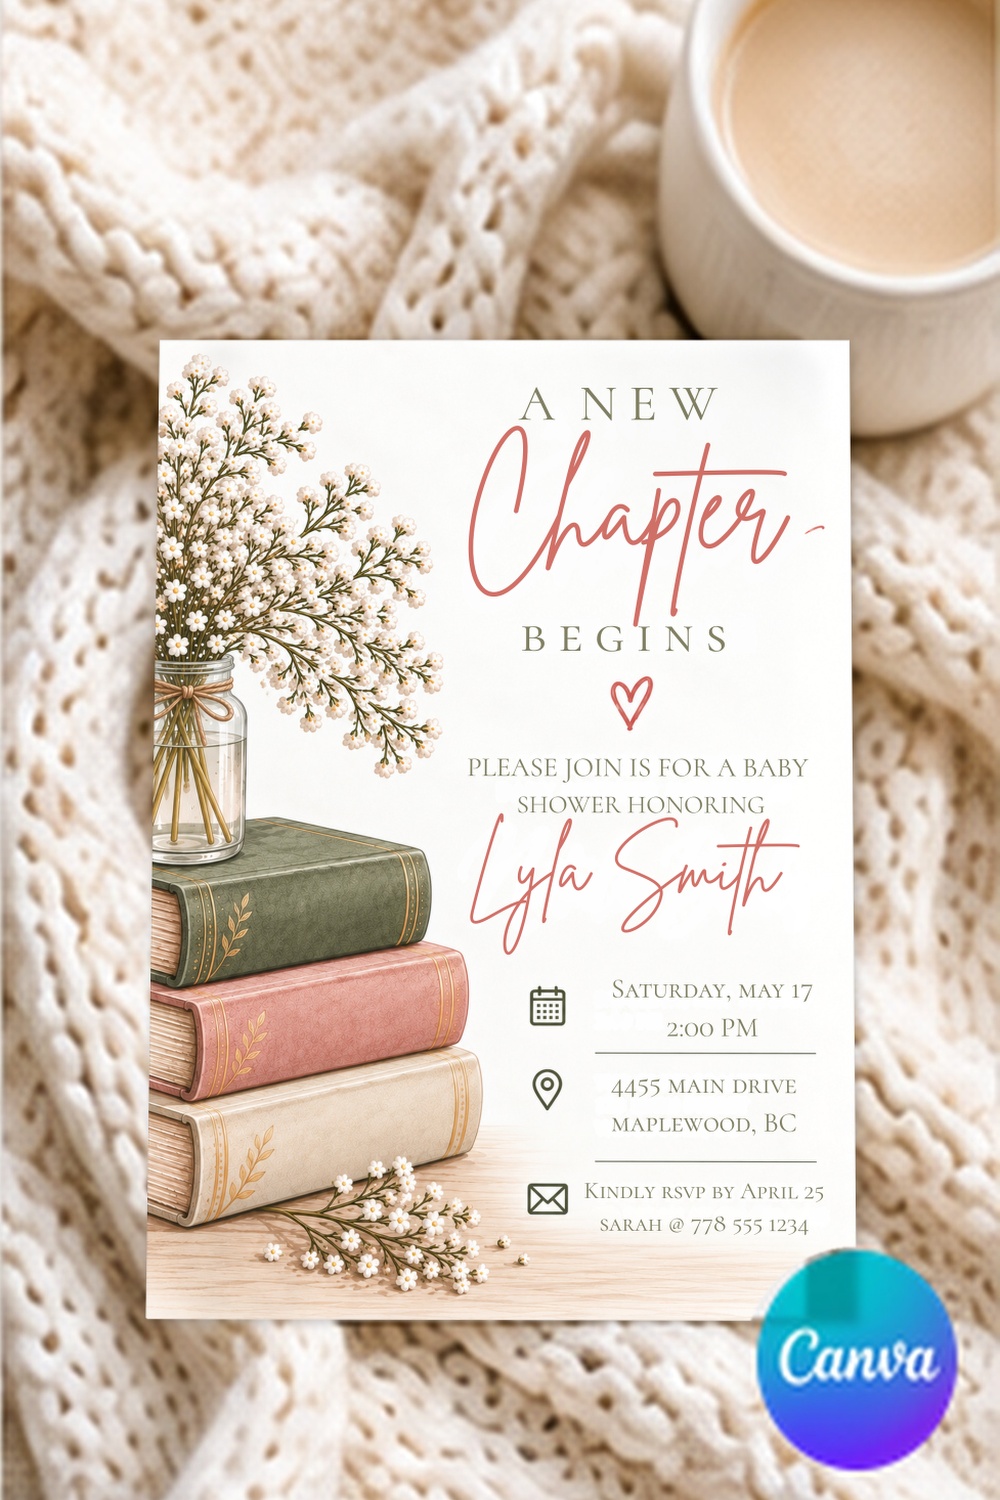 A NEW
Chapter
BEGINS
PLEASE JOIN IS FOR A BABY
SHOWER HONORING
Lyla Smith
SATURDAY, MAY 17
2:00 PM
4455 MAIN DRIVE
MAPLEWOOD, BC
KINDLY RSVP BY APRIL 25
SARAH @ 778 555 1234
Canva